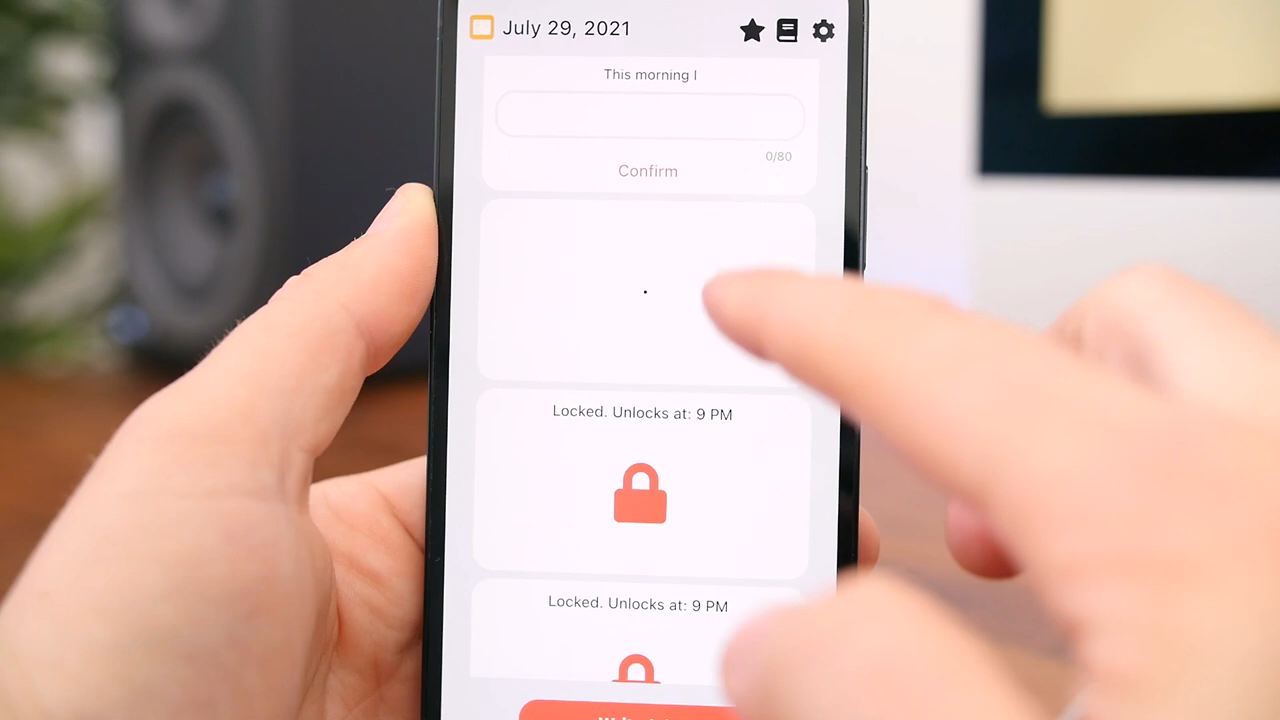 July 29, 2021
This morning I
0/80
Confirm
Locked. Unlocks at: 9 PM
Locked. Unlocks at: 9 PM